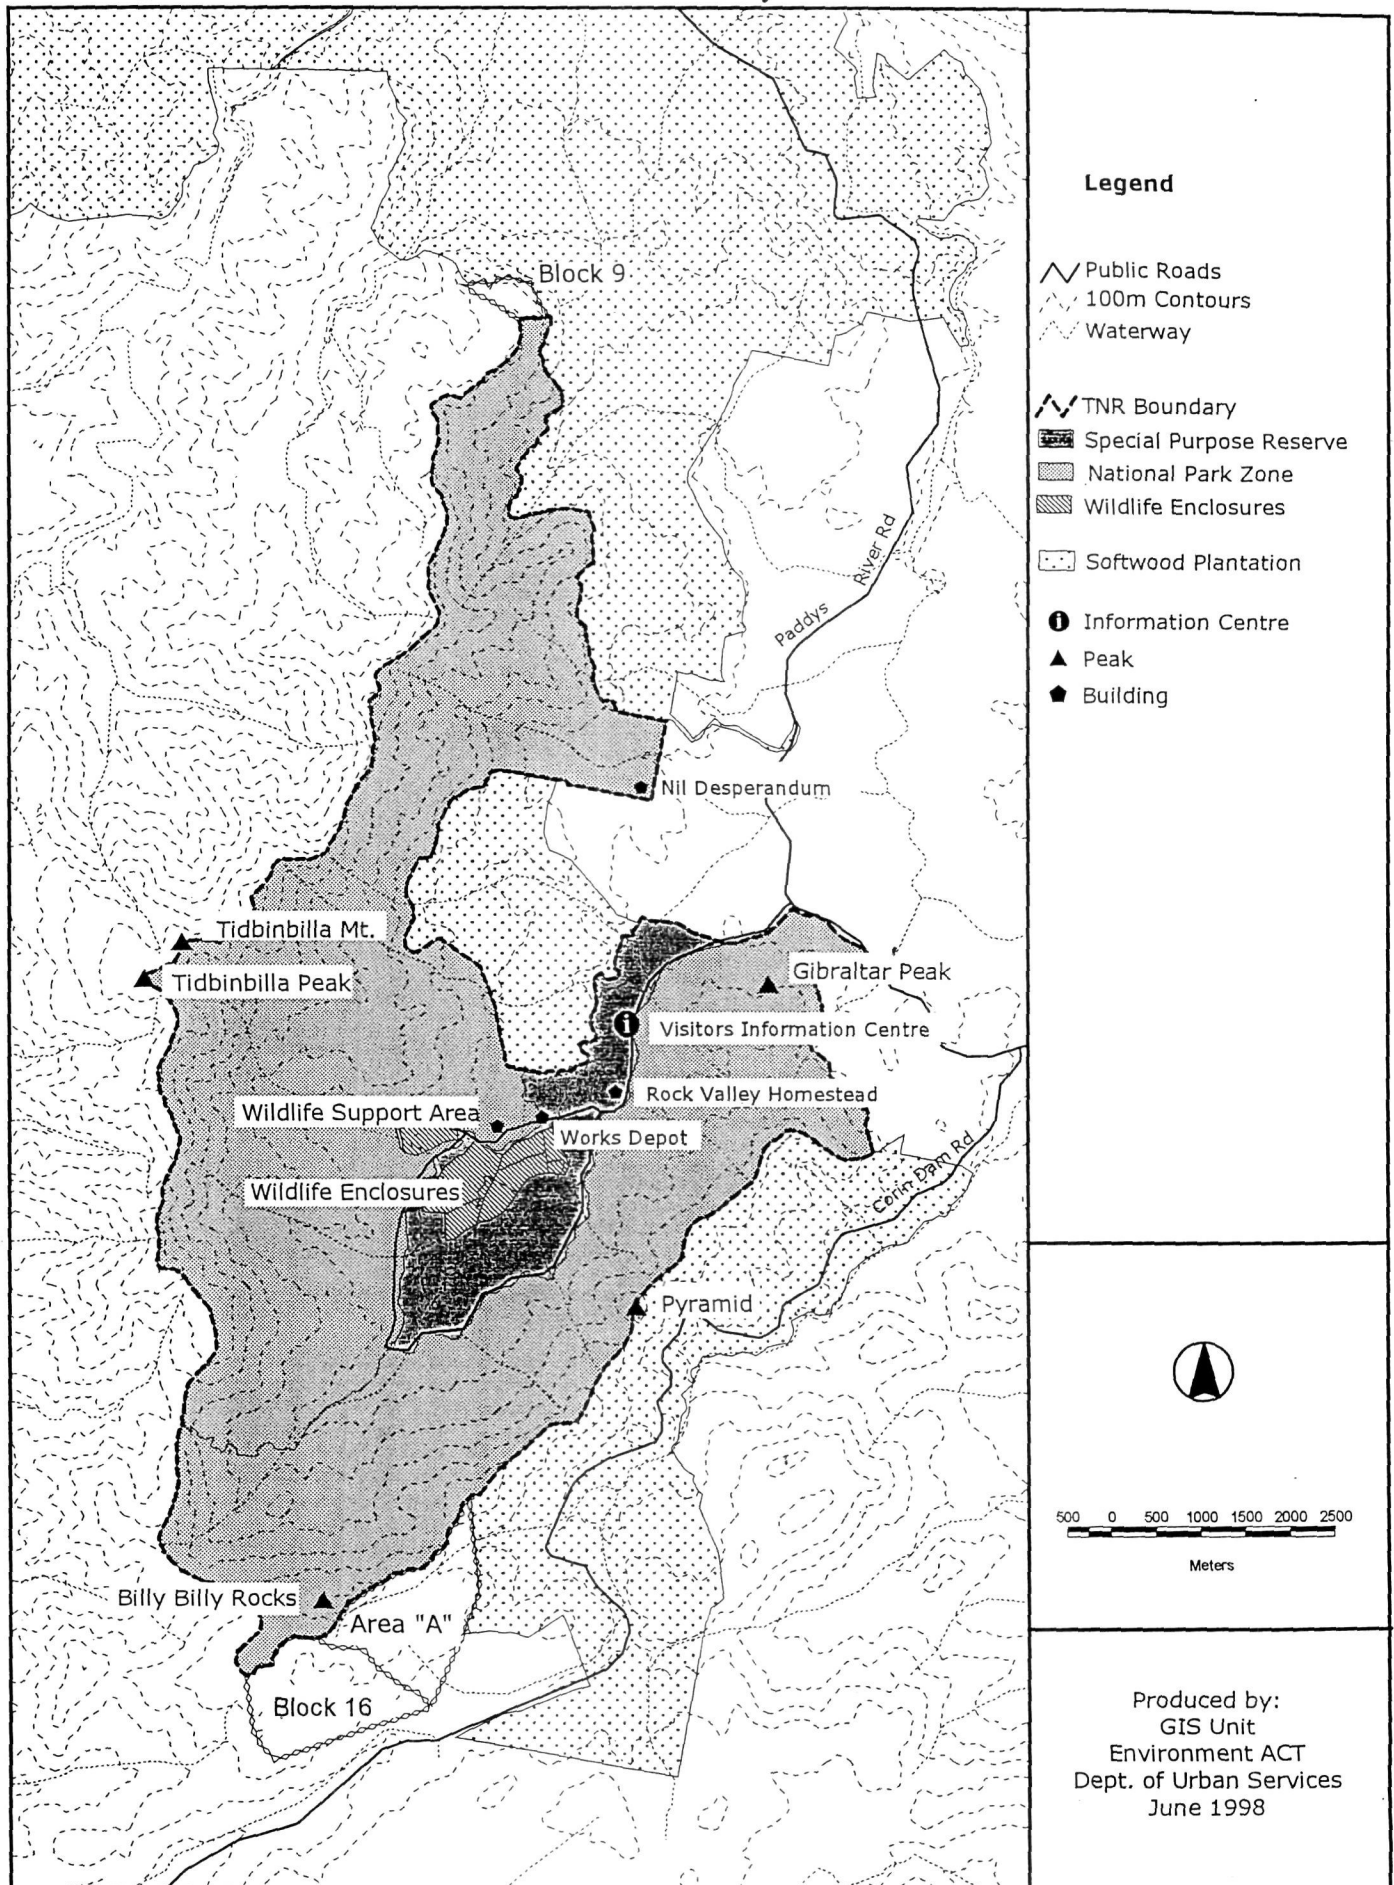 Block 9
Paddys River Rd
Nil Desperandum
Tidbinbilla Mt.
Tidbinbilla Peak
Gibraltar Peak
Visitors Information Centre
Rock Valley Homestead
Wildlife Support Area
Works Depot
Wildlife Enclosures
Corin Dam Rd
Pyramid
Billy Billy Rocks
Area "A"
Block 16
Legend
Public Roads
100m Contours
Waterway
TNR Boundary
Special Purpose Reserve
National Park Zone
Wildlife Enclosures
Softwood Plantation
i Information Centre
Peak
Building
500 0 500 1000 1500 2000 2500
Meters
Produced by:
GIS Unit
Environment ACT
Dept. of Urban Services
June 1998